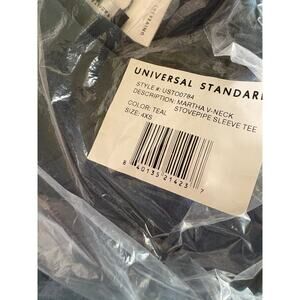 UNIVERSAL STANDARD
STYLE #: USTO0784
DESCRIPTION: MARTHA V-NECK
STOVEPIPE SLEEVE TEE
COLOR: TEAL
SIZE: 4XS
8 40135 21423 7